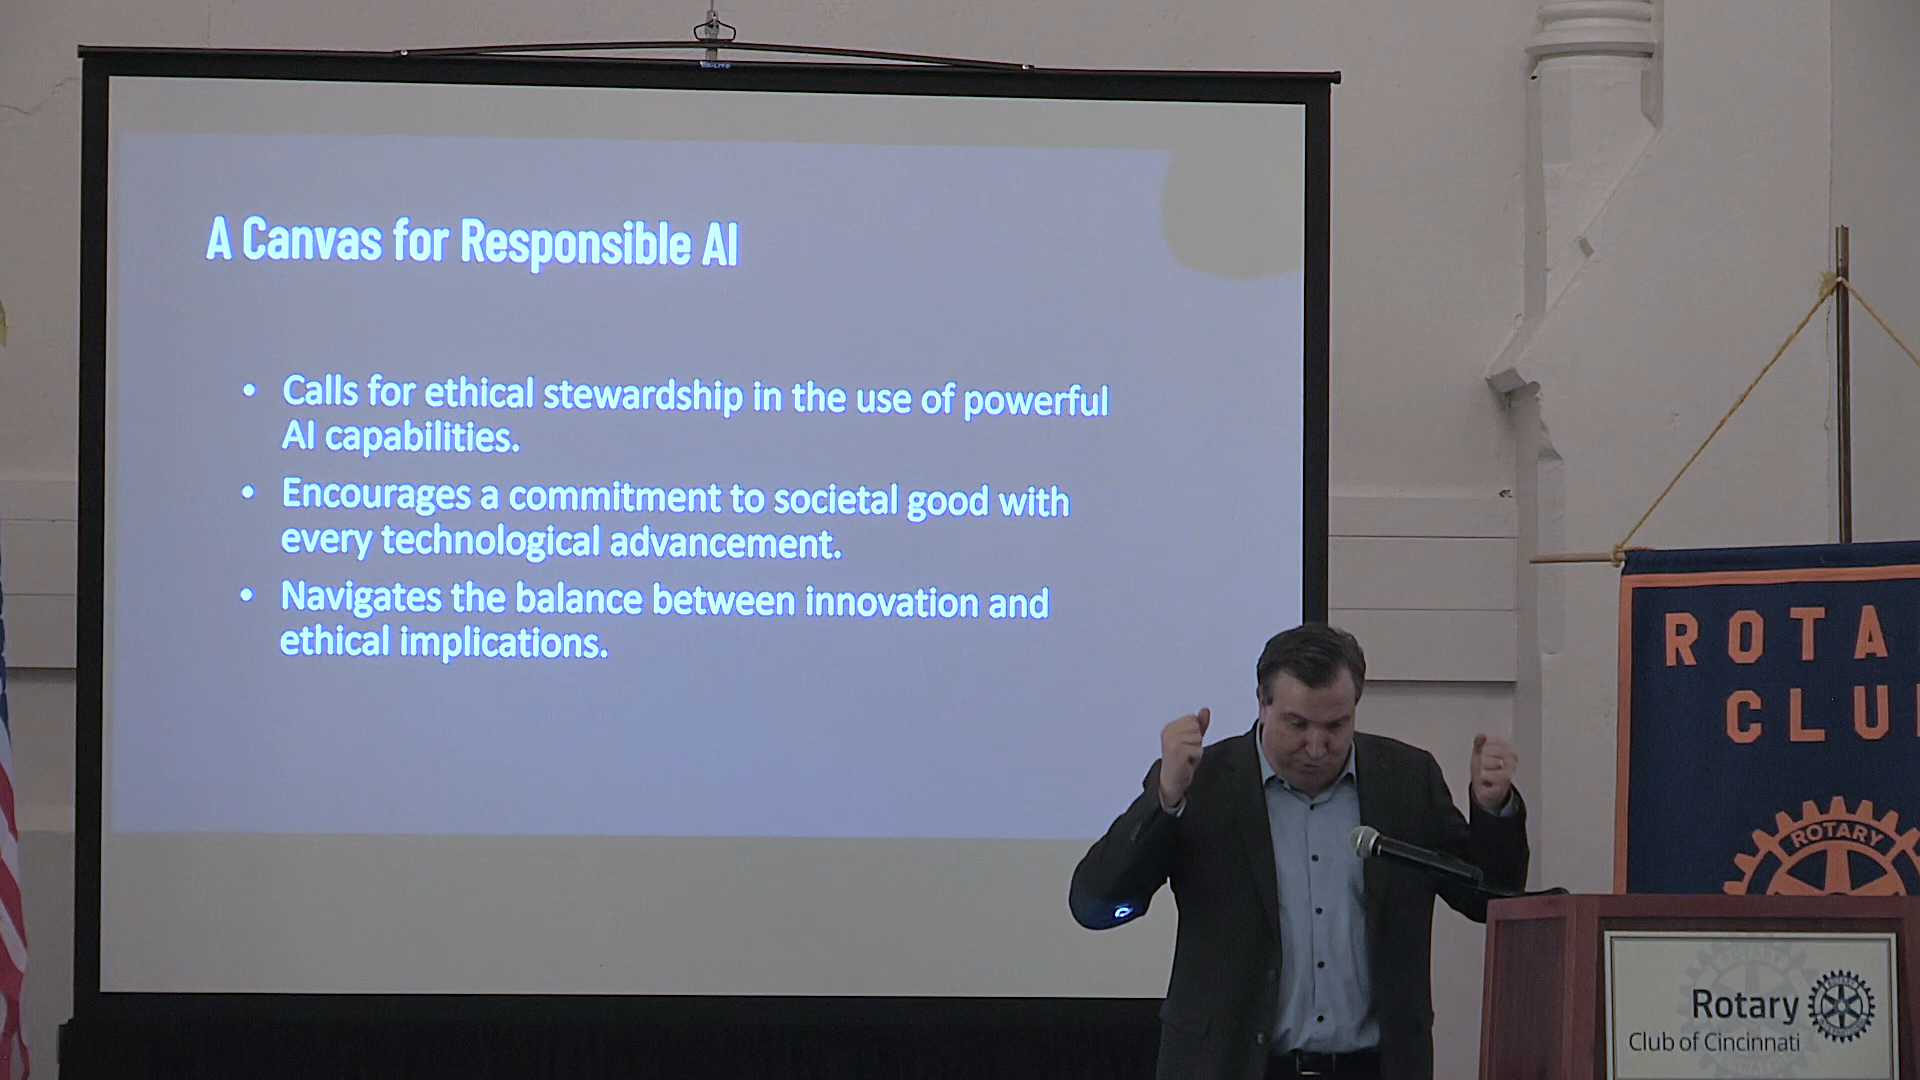 A Canvas for Responsible AI
• Calls for ethical stewardship in the use of powerful
AI capabilities.
• Encourages a commitment to societal good with
every technological advancement.
• Navigates the balance between innovation and
ethical implications.
ROTA
CLU
ROTARY
Rotary
Club of Cincinnati